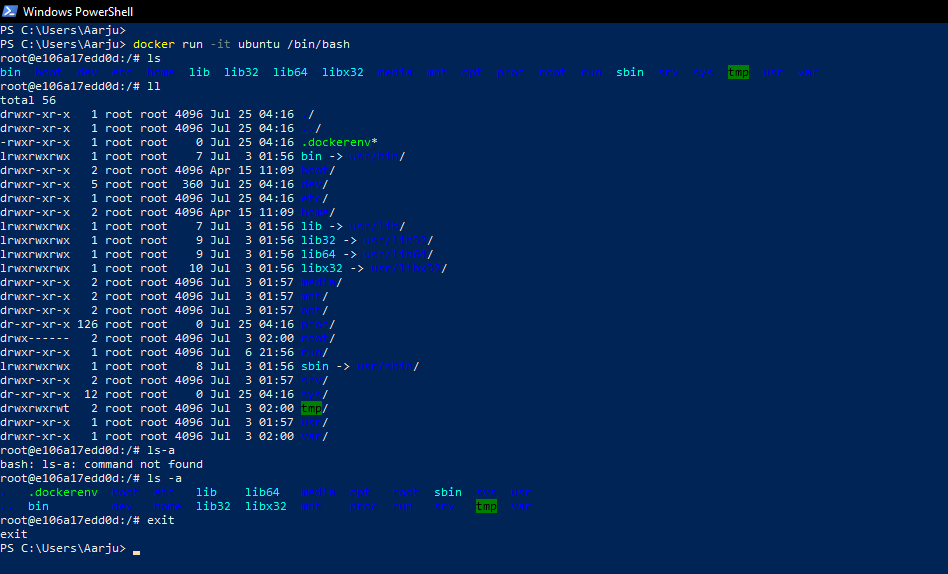 Windows PowerShell
PS C:\Users\Aarju>
PS C:\Users\Aarju> docker run -it ubuntu /bin/bash
root@e106a17edd0d:/# ls
bin boot dev etc home lib lib32 lib64 libx32 media mnt opt proc root run sbin srv sys tmp usr var
root@e106a17edd0d:/# ll
total 56
drwxr-xr-x 1 root root 4096 Jul 25 04:16 ./
drwxr-xr-x 1 root root 4096 Jul 25 04:16 ../
-rwxr-xr-x 1 root root 0 Jul 25 04:16 .dockerenv*
lrwxrwxrwx 1 root root 7 Jul 3 01:56 bin -> usr/bin/
drwxr-xr-x 2 root root 4096 Apr 15 11:09 boot/
drwxr-xr-x 5 root root 360 Jul 25 04:16 dev/
drwxr-xr-x 1 root root 4096 Jul 25 04:16 etc/
drwxr-xr-x 2 root root 4096 Apr 15 11:09 home/
lrwxrwxrwx 1 root root 7 Jul 3 01:56 lib -> usr/lib/
lrwxrwxrwx 1 root root 9 Jul 3 01:56 lib32 -> usr/lib32/
lrwxrwxrwx 1 root root 9 Jul 3 01:56 lib64 -> usr/lib64/
lrwxrwxrwx 1 root root 10 Jul 3 01:56 libx32 -> usr/libx32/
drwxr-xr-x 2 root root 4096 Jul 3 01:57 media/
drwxr-xr-x 2 root root 4096 Jul 3 01:57 mnt/
drwxr-xr-x 2 root root 4096 Jul 3 01:57 opt/
dr-xr-xr-x 126 root root 0 Jul 25 04:16 proc/
drwx------ 2 root root 4096 Jul 3 02:00 root/
drwxr-xr-x 1 root root 4096 Jul 6 21:56 run/
lrwxrwxrwx 1 root root 8 Jul 3 01:56 sbin -> usr/sbin/
drwxr-xr-x 2 root root 4096 Jul 3 01:57 srv/
dr-xr-xr-x 12 root root 0 Jul 25 04:16 sys/
drwxrwxrwt 2 root root 4096 Jul 3 02:00 tmp/
drwxr-xr-x 1 root root 4096 Jul 3 01:57 usr/
drwxr-xr-x 1 root root 4096 Jul 3 02:00 var/
root@e106a17edd0d:/# ls-a
bash: ls-a: command not found
root@e106a17edd0d:/# ls -a
. .dockerenv boot etc lib lib64 media opt root sbin sys usr
.. bin dev home lib32 libx32 mnt proc run srv tmp var
root@e106a17edd0d:/# exit
exit
PS C:\Users\Aarju>